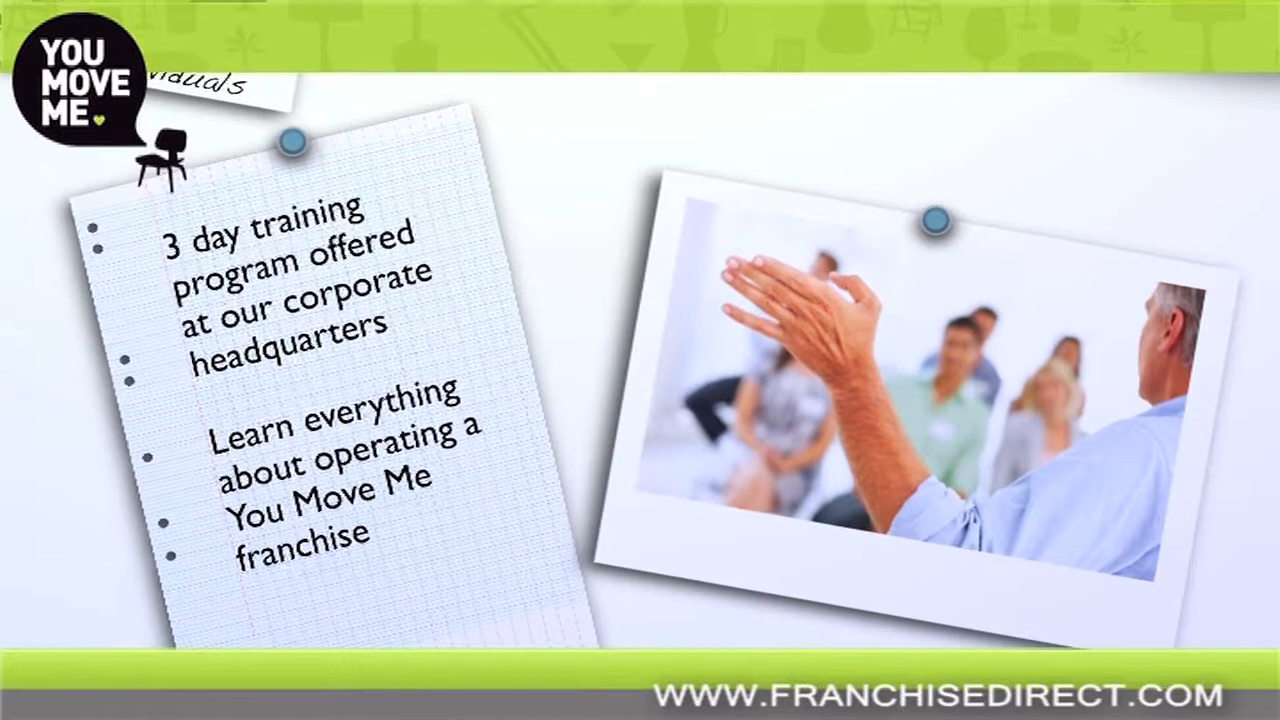 YOU
MOVE
ME
3 day training
program offered
at our corporate
headquarters
Learn everything
about operating a
You Move Me
franchise
WWW.FRANCHISEDIRECT.COM